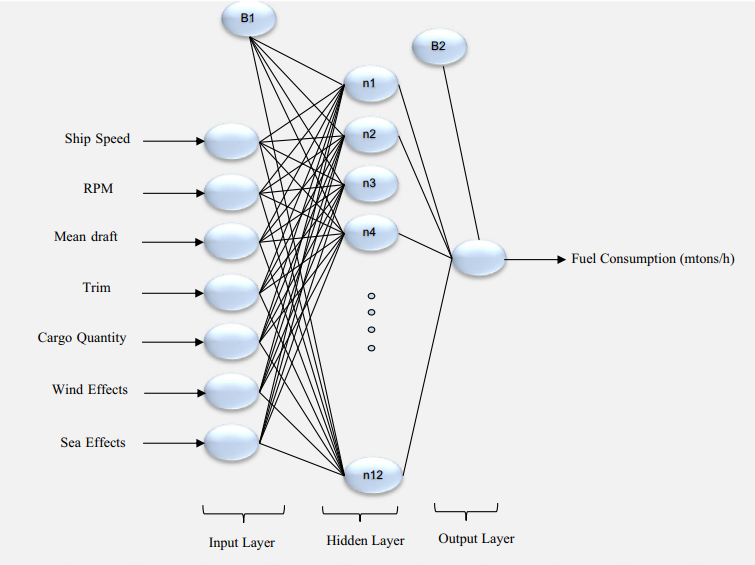 B1
B2
n1
n2
n3
n4
n12
Ship Speed
RPM
Mean draft
Trim
Cargo Quantity
Wind Effects
Sea Effects
Fuel Consumption (mtons/h)
Input Layer
Hidden Layer
Output Layer